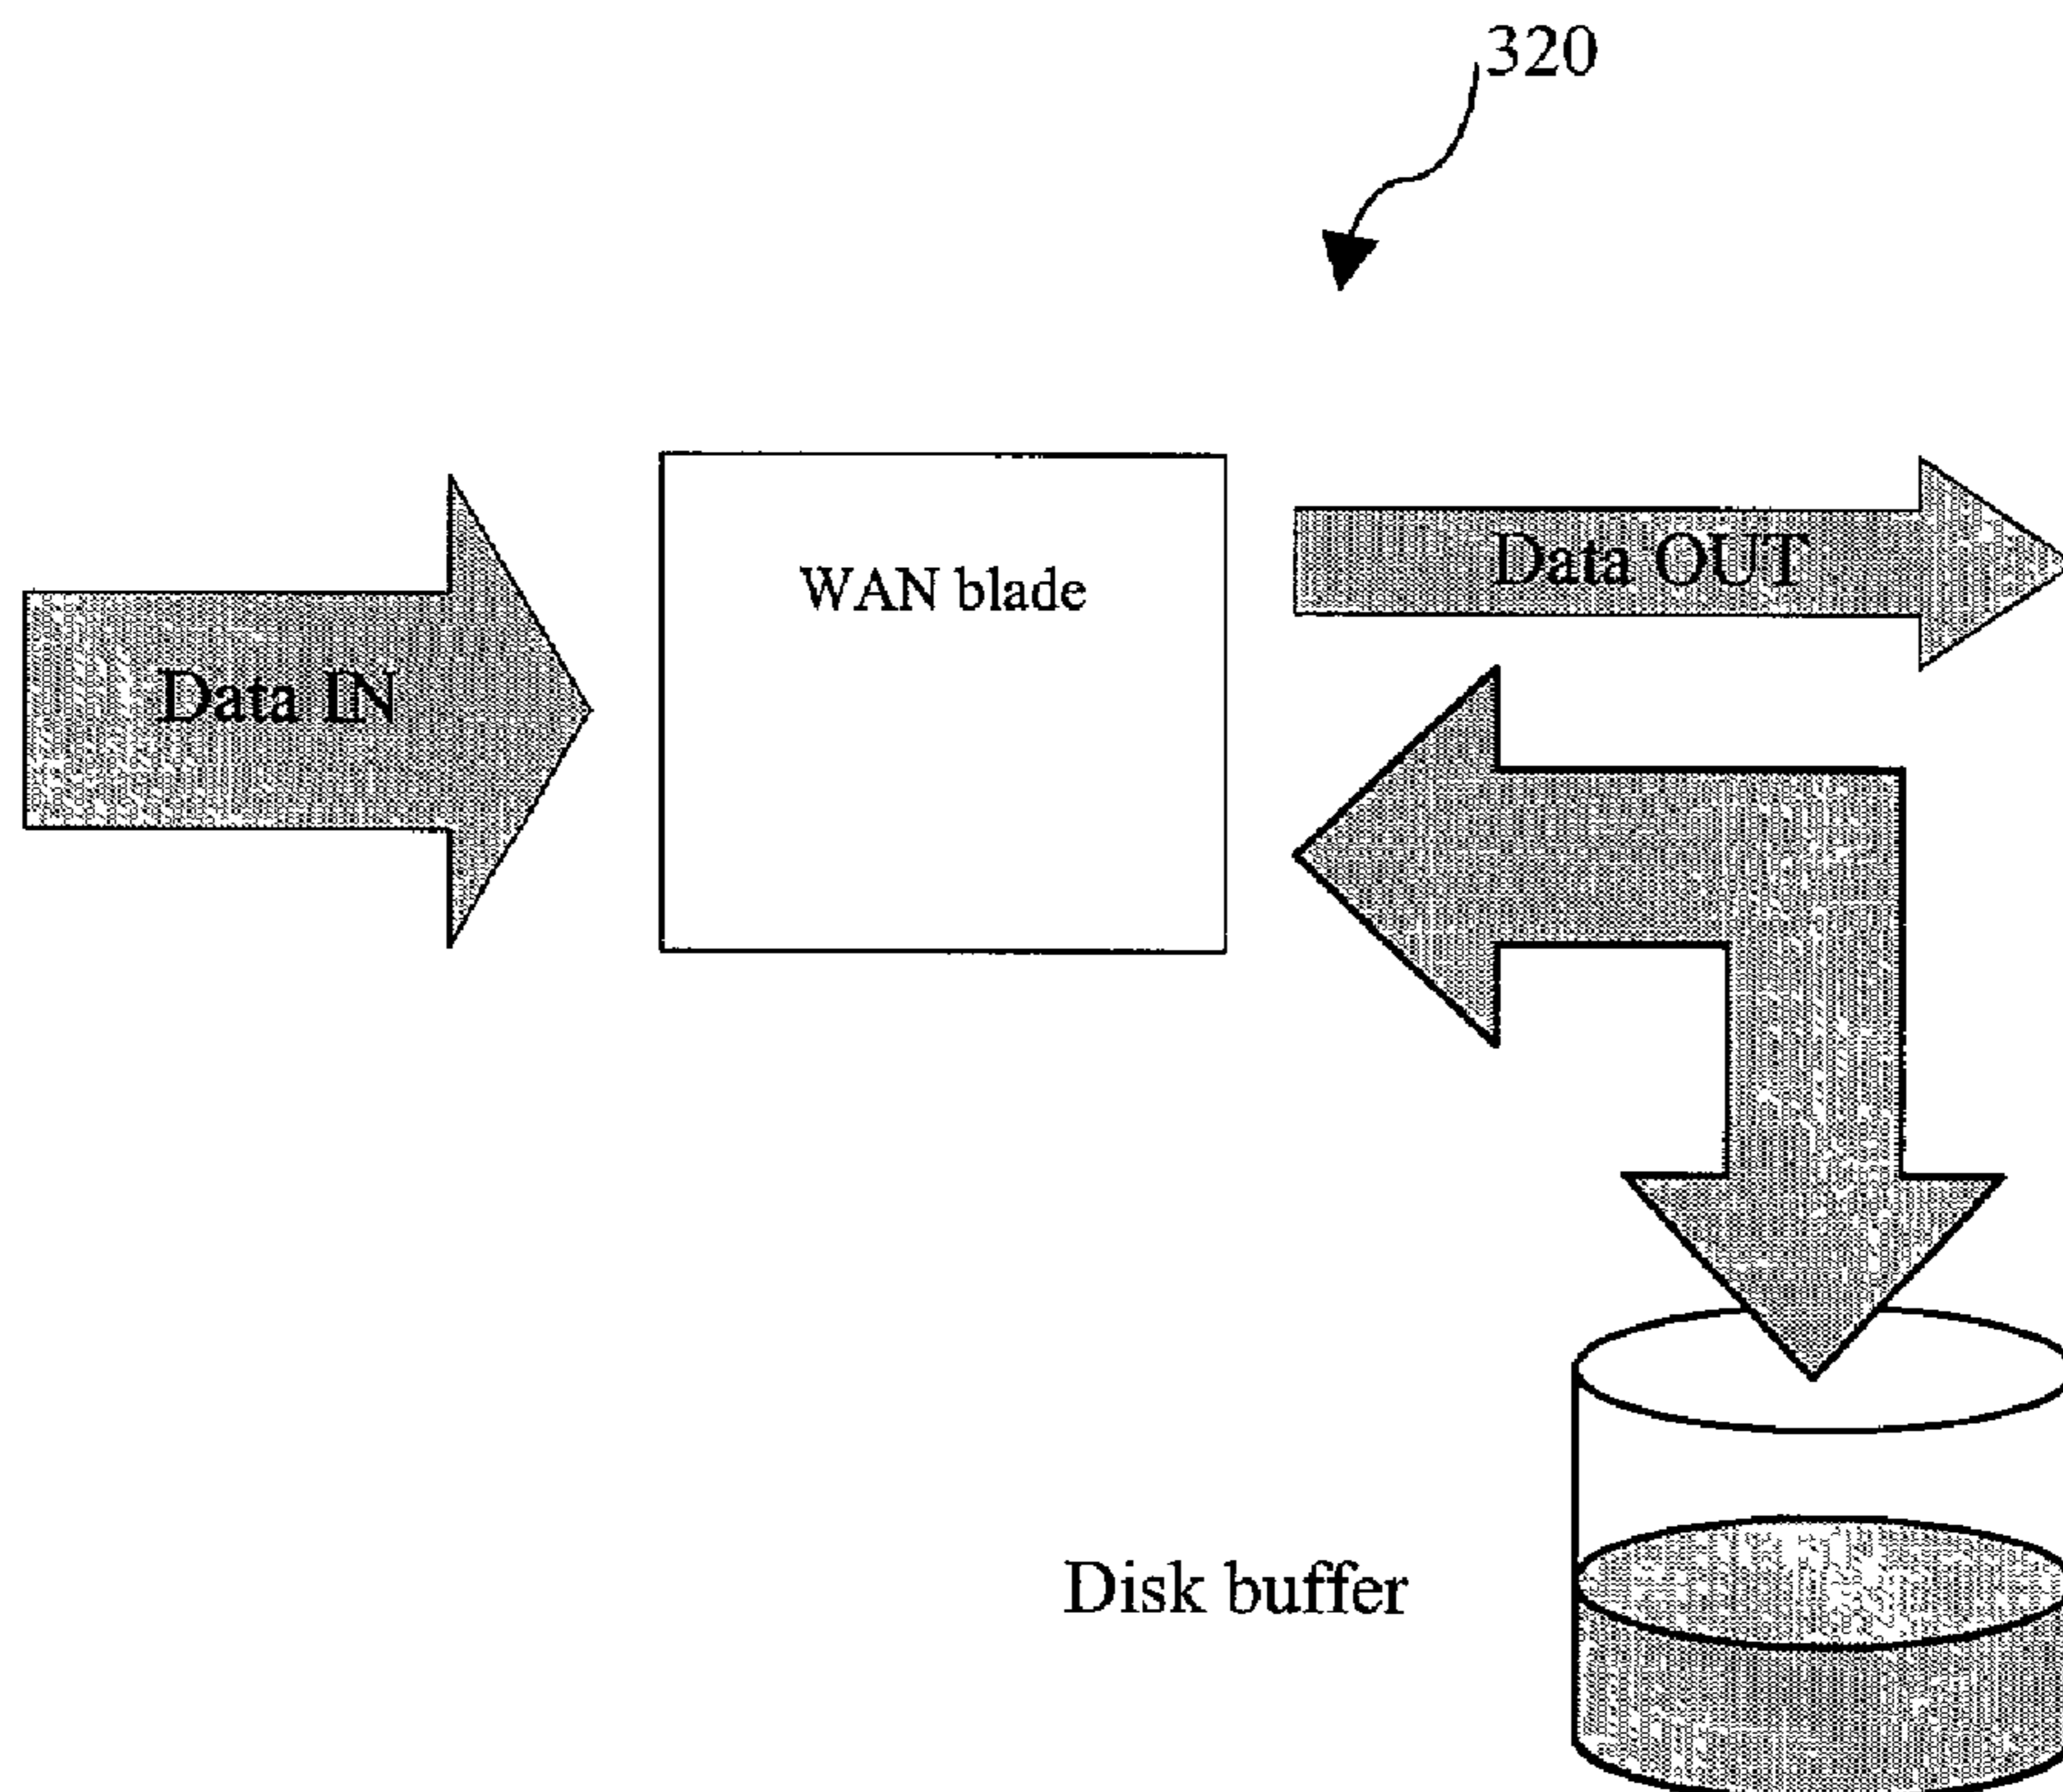 320
WAN blade
Data OUT
Data IN
Disk buffer